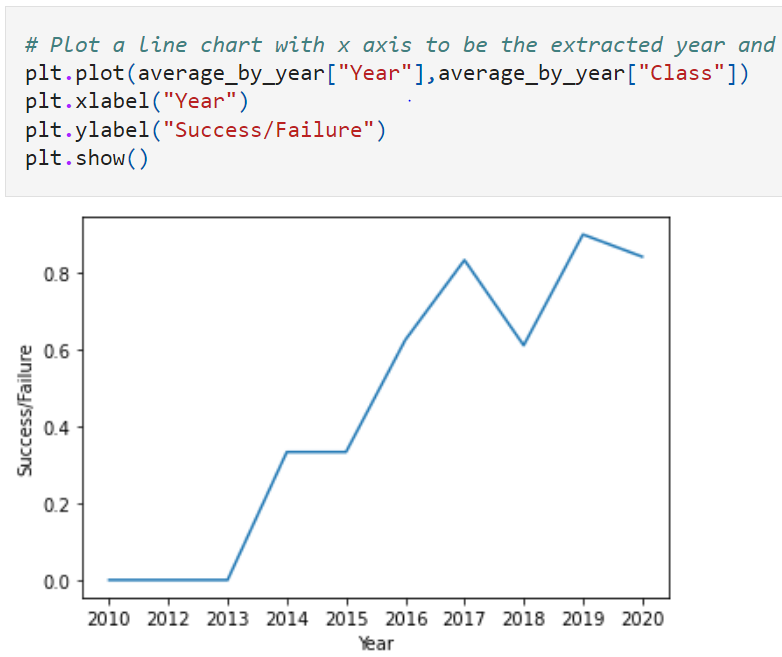 # Plot a line chart with x axis to be the extracted year and
plt.plot(average_by_year["Year"],average_by_year["Class"])
plt.xlabel("Year")
plt.ylabel("Success/Failure")
plt.show()
Success/Failure
0.8
0.6
0.4
0.2
0.0
2010 2012 2013 2014 2015 2016 2017 2018 2019 2020
Year